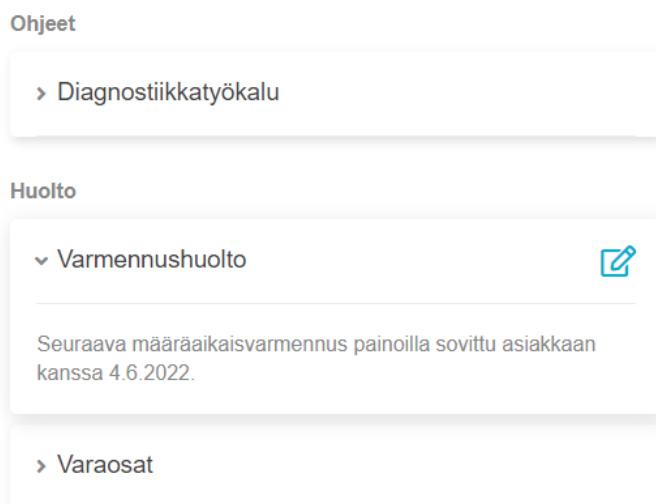 Ohjeet
Diagnostiikkatyökalu
Huolto
Varmennushuolto
Seuraava määräaikaisvarmennus painoilla sovittu asiakkaan
kanssa 4.6.2022.
Varaosat